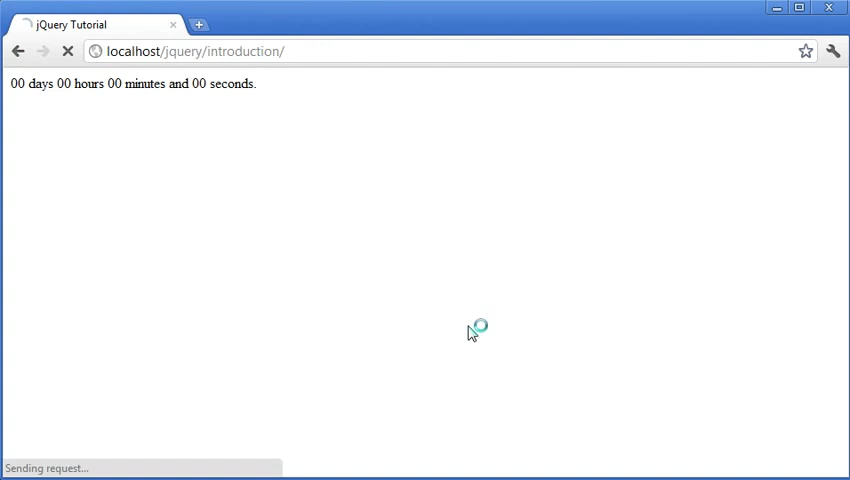 jQuery Tutorial
localhost/jquery/introduction/
00 days 00 hours 00 minutes and 00 seconds.
Sending request...